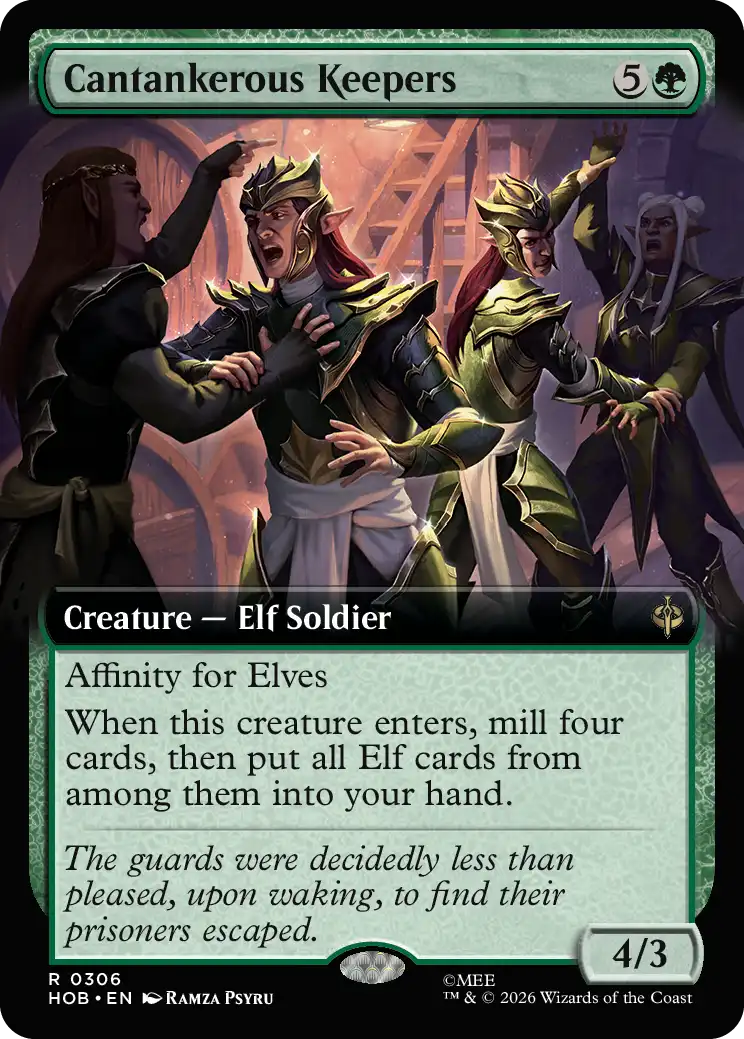 Cantankerous Keepers 5
Creature — Elf Soldier
Affinity for Elves
When this creature enters, mill four
cards, then put all Elf cards from
among them into your hand.
The guards were decidedly less than
pleased, upon waking, to find their
prisoners escaped.
4/3
R 0306
HOB • EN Ramza Psyru
©MEE
™ & © 2026 Wizards of the Coast